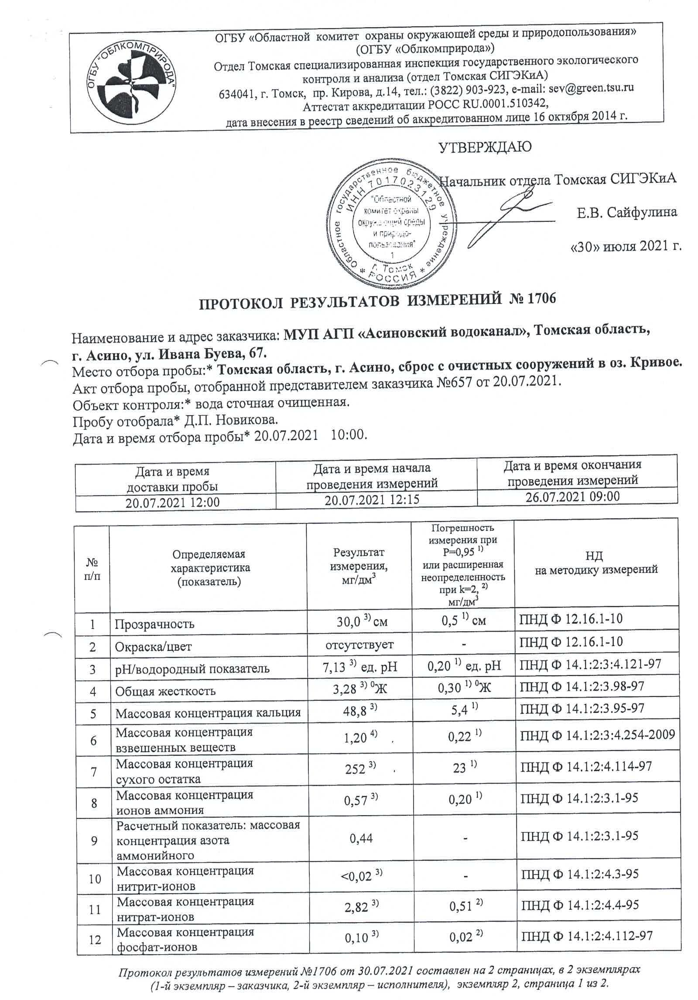 ОГБУ "ОБЛКОМПРИРОДА"
ОГБУ «Областной комитет охраны окружающей среды и природопользования»
(ОГБУ «Облкомприрода»)
Отдел Томская специализированная инспекция государственного экологического
контроля и анализа (отдел Томская СИГЭКиА)
634041, г. Томск, пр. Кирова, д.14, тел.: (3822) 903-923, e-mail: sev@green.tsu.ru
Аттестат аккредитации РОСС RU.0001.510342,
дата внесения в реестр сведений об аккредитованном лице 16 октября 2014 г.
УТВЕРЖДАЮ
Начальник отдела Томская СИГЭКиА
Е.В. Сайфулина
«30» июля 2021 г.
* Областное государственное бюджетное учреждение *
ИНН 7017023129
"Областной
комитет охраны
окружающей среды
и природо-
пользования"
1
г. Томск
РОССИЯ
ПРОТОКОЛ РЕЗУЛЬТАТОВ ИЗМЕРЕНИЙ № 1706
Наименование и адрес заказчика: МУП АГП «Асиновский водоканал», Томская область,
г. Асино, ул. Ивана Буева, 67.
Место отбора пробы:* Томская область, г. Асино, сброс с очистных сооружений в оз. Кривое.
Акт отбора пробы, отобранной представителем заказчика №657 от 20.07.2021.
Объект контроля:* вода сточная очищенная.
Пробу отобрала* Д.П. Новикова.
Дата и время отбора пробы* 20.07.2021 10:00.
Дата и время
доставки пробы
Дата и время начала
проведения измерений
Дата и время окончания
проведения измерений
20.07.2021 12:00
20.07.2021 12:15
26.07.2021 09:00
№
п/п
Определяемая
характеристика
(показатель)
Результат
измерения,
мг/дм³
Погрешность
измерения при
Р=0,95 ¹⁾
или расширенная
неопределенность
при k=2, ²⁾
мг/дм³
НД
на методику измерений
1 Прозрачность 30,0 ³⁾ см 0,5 ¹⁾ см ПНД Ф 12.16.1-10
2 Окраска/цвет отсутствует - ПНД Ф 12.16.1-10
3 pH/водородный показатель 7,13 ³⁾ ед. pH 0,20 ¹⁾ ед. pH ПНД Ф 14.1:2:3:4.121-97
4 Общая жесткость 3,28 ³⁾ ⁰Ж 0,30 ¹⁾ ⁰Ж ПНД Ф 14.1:2:3.98-97
5 Массовая концентрация кальция 48,8 ³⁾ 5,4 ¹⁾ ПНД Ф 14.1:2:3.95-97
6 Массовая концентрация
взвешенных веществ 1,20 ⁴⁾ 0,22 ¹⁾ ПНД Ф 14.1:2:3:4.254-2009
7 Массовая концентрация
сухого остатка 252 ³⁾ 23 ¹⁾ ПНД Ф 14.1:2:4.114-97
8 Массовая концентрация
ионов аммония 0,57 ³⁾ 0,20 ¹⁾ ПНД Ф 14.1:2:3.1-95
9 Расчетный показатель: массовая
концентрация азота
аммонийного 0,44 - ПНД Ф 14.1:2:3.1-95
10 Массовая концентрация
нитрит-ионов <0,02 ³⁾ - ПНД Ф 14.1:2:4.3-95
11 Массовая концентрация
нитрат-ионов 2,82 ³⁾ 0,51 ²⁾ ПНД Ф 14.1:2:4.4-95
12 Массовая концентрация
фосфат-ионов 0,10 ³⁾ 0,02 ²⁾ ПНД Ф 14.1:2:4.112-97
Протокол результатов измерений №1706 от 30.07.2021 составлен на 2 страницах, в 2 экземплярах
(1-й экземпляр – заказчика, 2-й экземпляр – исполнителя), экземпляр 2, страница 1 из 2.